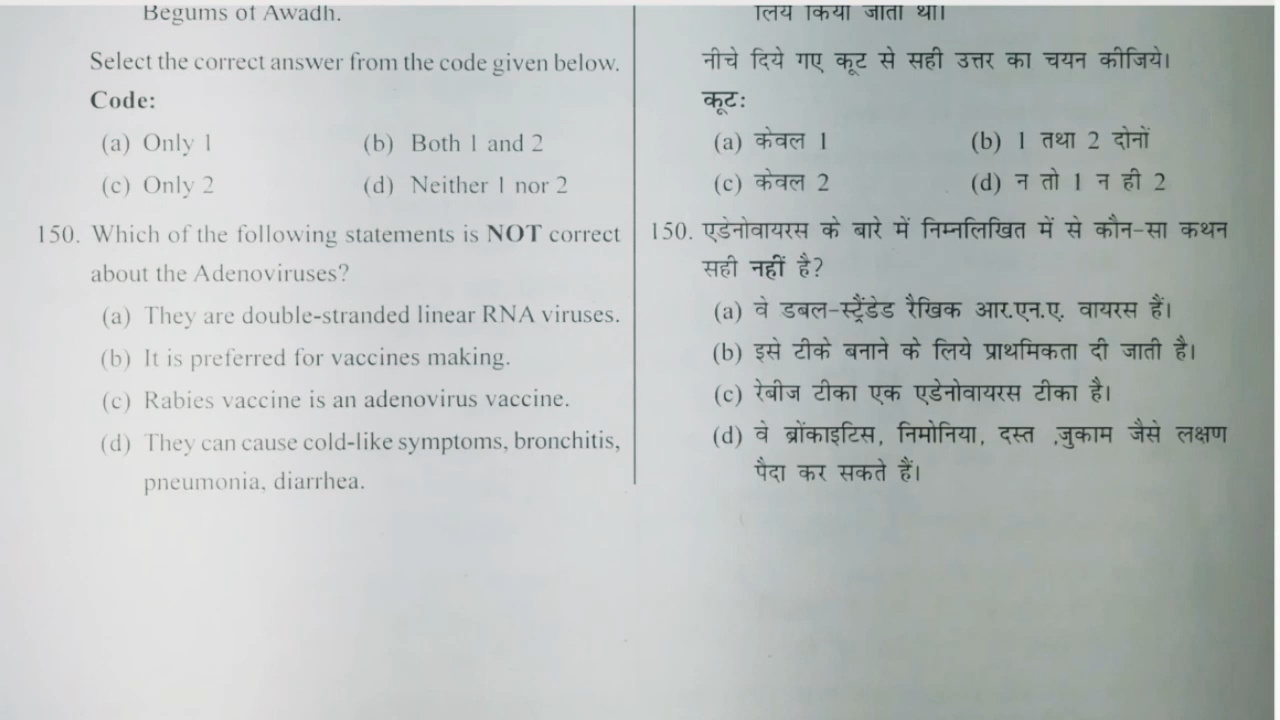 Begums of Awadh.
Select the correct answer from the code given below.
Code:
(a) Only 1 (b) Both 1 and 2
(c) Only 2 (d) Neither 1 nor 2
150. Which of the following statements is NOT correct
about the Adenoviruses?
(a) They are double-stranded linear RNA viruses.
(b) It is preferred for vaccines making.
(c) Rabies vaccine is an adenovirus vaccine.
(d) They can cause cold-like symptoms, bronchitis,
pneumonia, diarrhea.
लिये किया जाता था।
नीचे दिये गए कूट से सही उत्तर का चयन कीजिये।
कूट:
(a) केवल 1 (b) 1 तथा 2 दोनों
(c) केवल 2 (d) न तो 1 न ही 2
150. एडेनोवायरस के बारे में निम्नलिखित में से कौन-सा कथन
सही नहीं है?
(a) वे डबल-स्ट्रैंडेड रैखिक आर.एन.ए. वायरस हैं।
(b) इसे टीके बनाने के लिये प्राथमिकता दी जाती है।
(c) रेबीज टीका एक एडेनोवायरस टीका है।
(d) वे ब्रोंकाइटिस, निमोनिया, दस्त ,जुकाम जैसे लक्षण
पैदा कर सकते हैं।